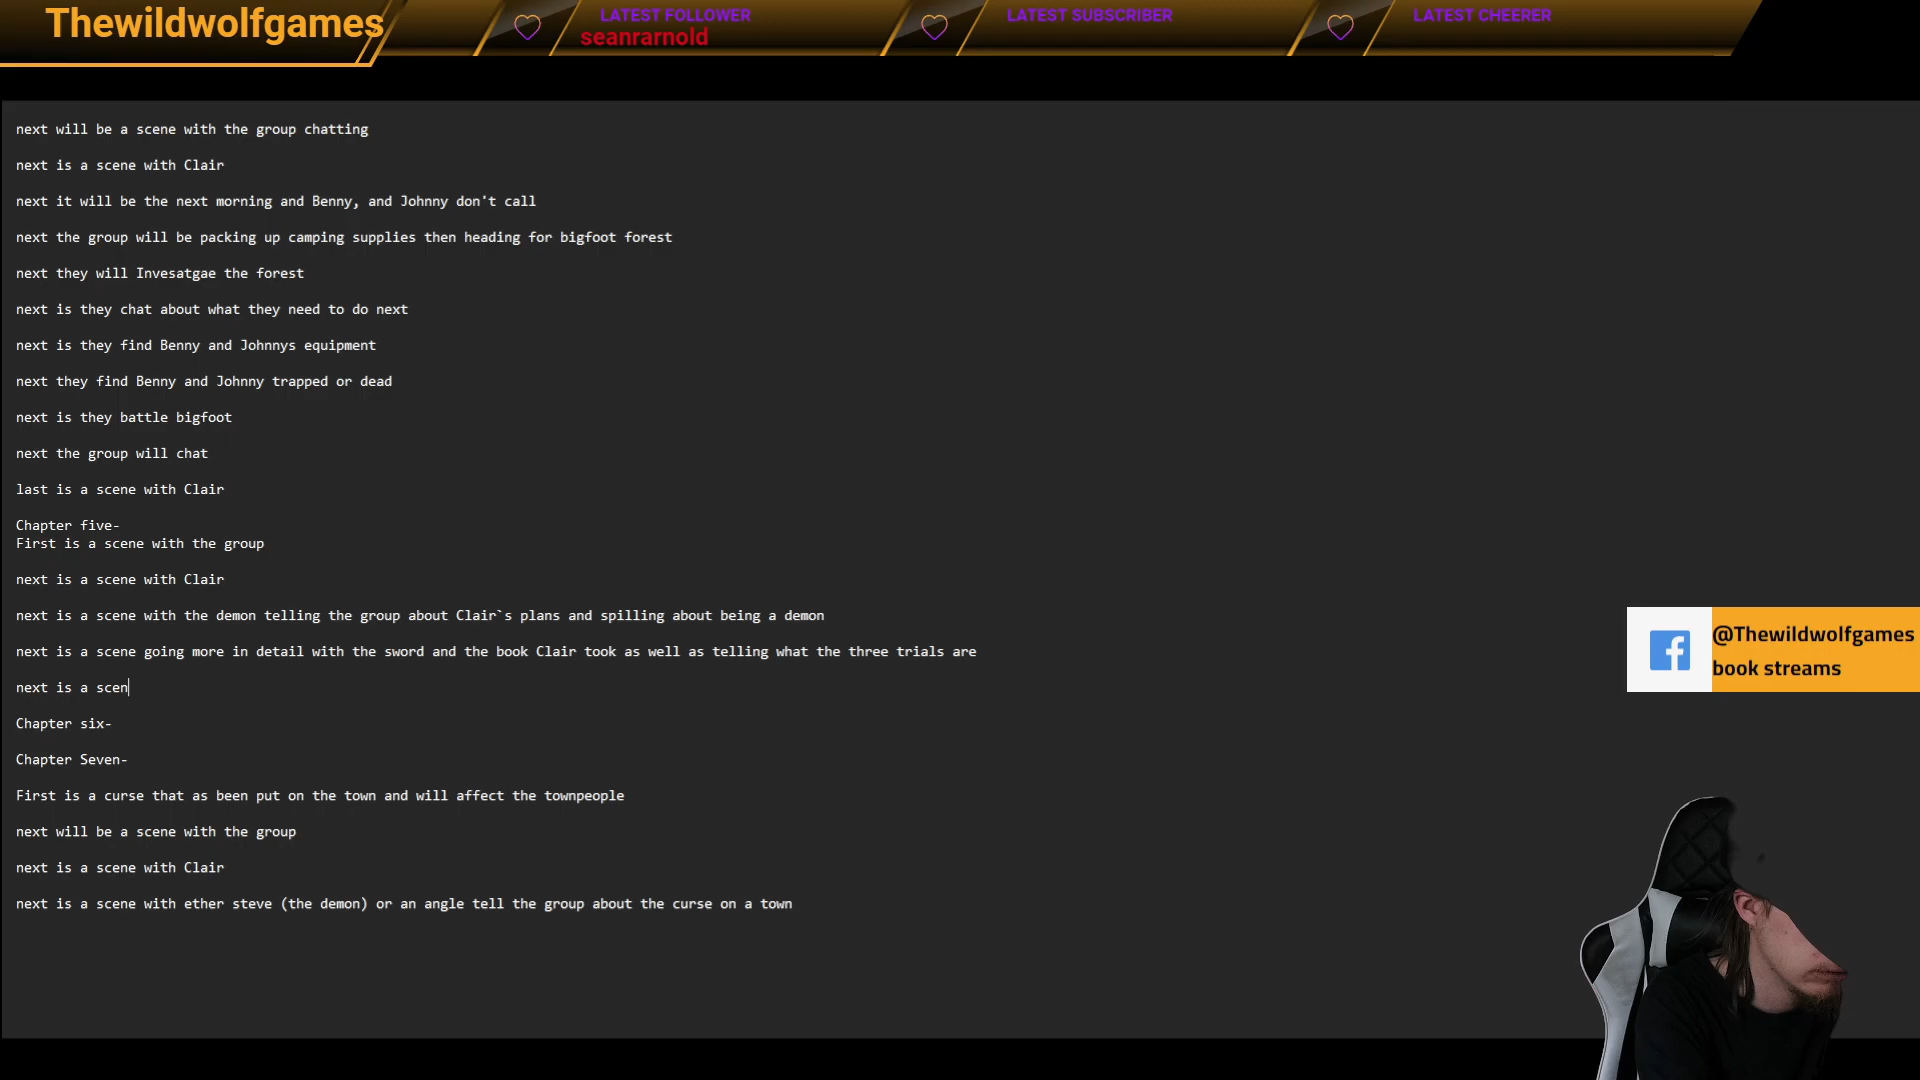 Thewildwolfgames
LATEST FOLLOWER
seanrarnold
LATEST SUBSCRIBER
LATEST CHEERER
next will be a scene with the group chatting
next is a scene with Clair
next it will be the next morning and Benny, and Johnny don't call
next the group will be packing up camping supplies then heading for bigfoot forest
next they will Invesatgae the forest
next is they chat about what they need to do next
next is they find Benny and Johnnys equipment
next they find Benny and Johnny trapped or dead
next is they battle bigfoot
next the group will chat
last is a scene with Clair
Chapter five-
First is a scene with the group
next is a scene with Clair
next is a scene with the demon telling the group about Clair`s plans and spilling about being a demon
next is a scene going more in detail with the sword and the book Clair took as well as telling what the three trials are
next is a scen
Chapter six-
Chapter Seven-
First is a curse that as been put on the town and will affect the townpeople
next will be a scene with the group
next is a scene with Clair
next is a scene with ether steve (the demon) or an angle tell the group about the curse on a town
@Thewildwolfgames
book streams